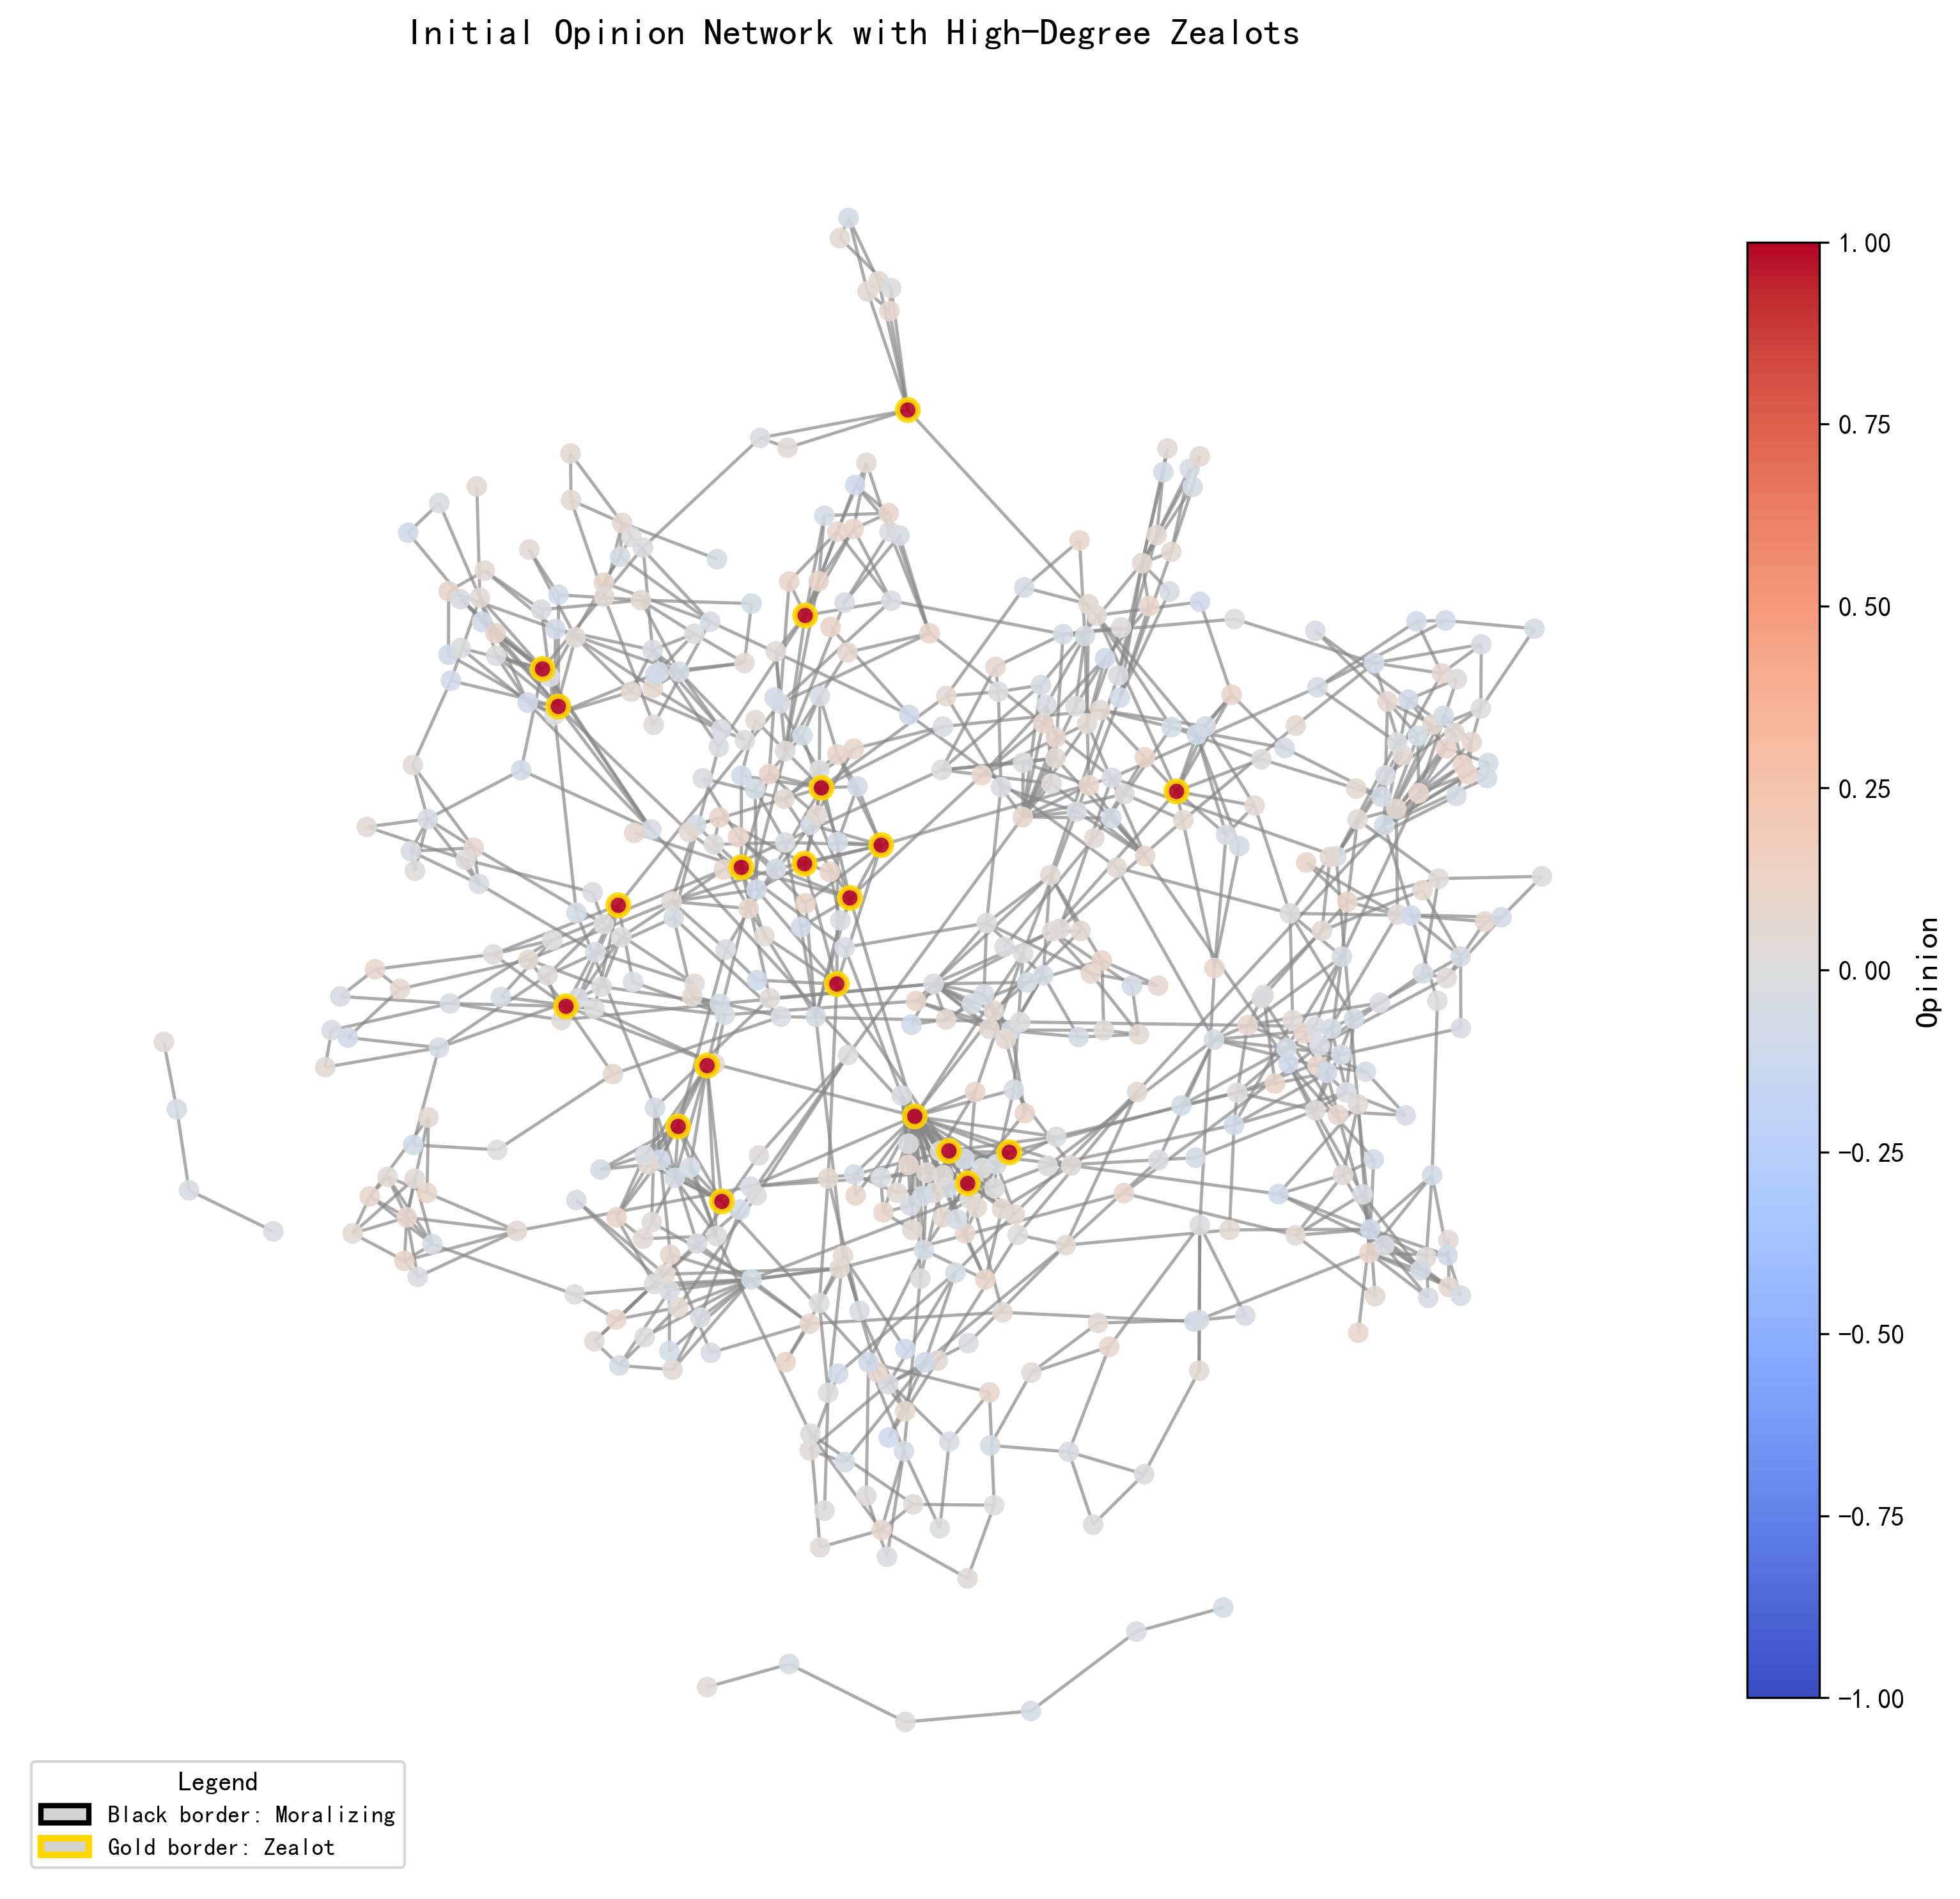 Initial Opinion Network with High-Degree Zealots
1.00
0.75
0.50
0.25
0.00
-0.25
-0.50
-0.75
-1.00
Opinion
Legend
Black border: Moralizing
Gold border: Zealot